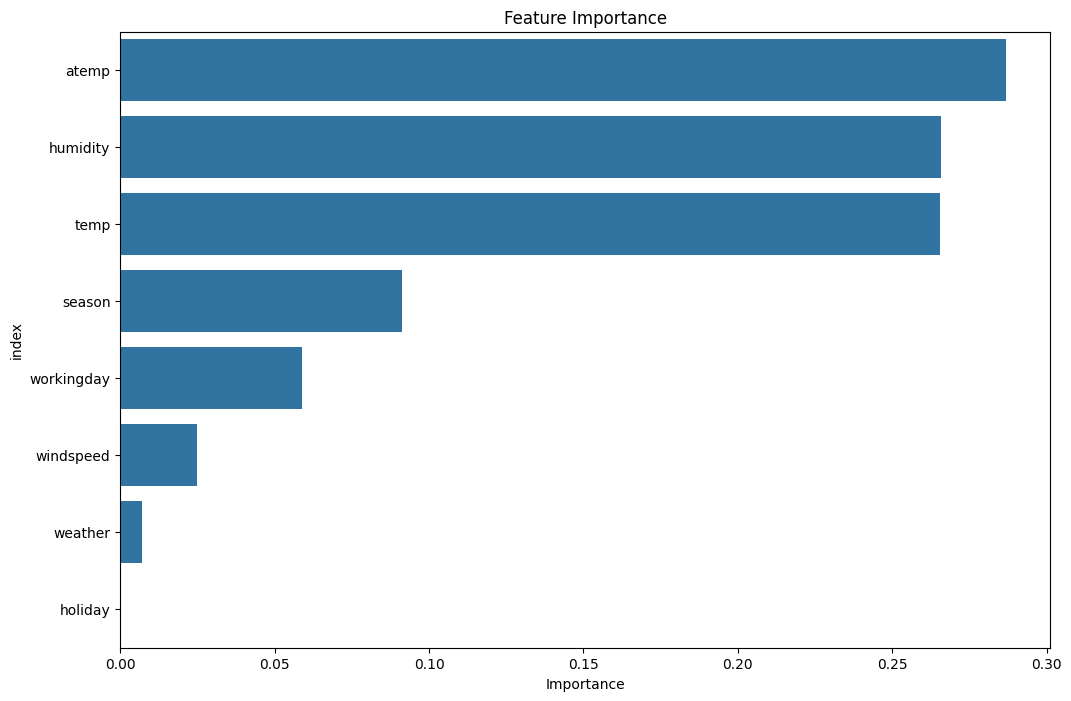 Feature Importance
atemp
humidity
temp
season
workingday
windspeed
weather
holiday
index
0.00 0.05 0.10 0.15 0.20 0.25 0.30
Importance